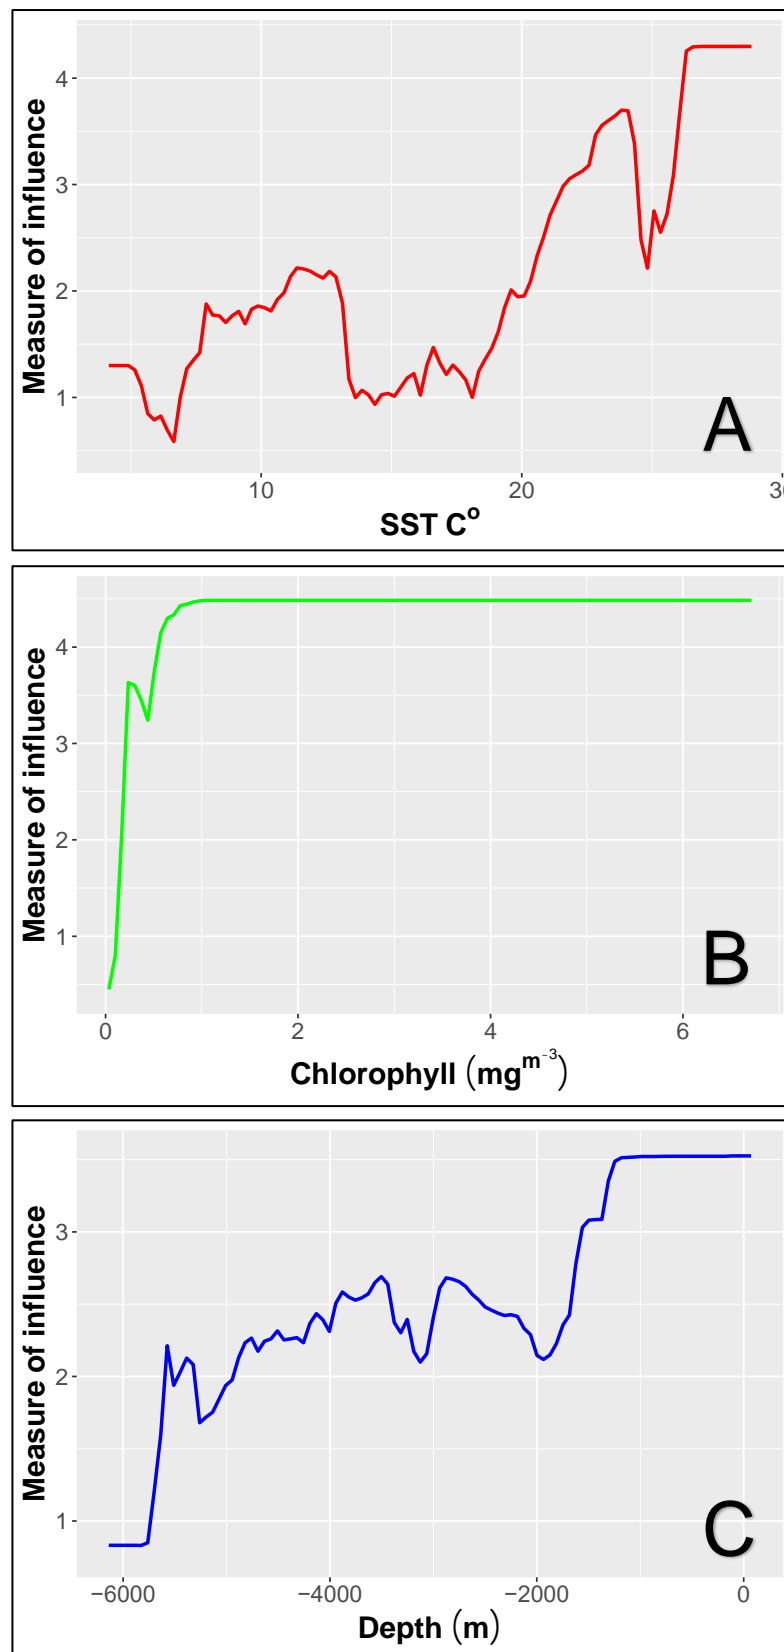 Measure of influence
4
3
2
1
10
20
30
SST C°
A
Measure of influence
4
3
2
1
0
2
4
6
Chlorophyll (mg^m^-3)
B
Measure of influence
3
2
1
−6000
−4000
−2000
0
Depth (m)
C